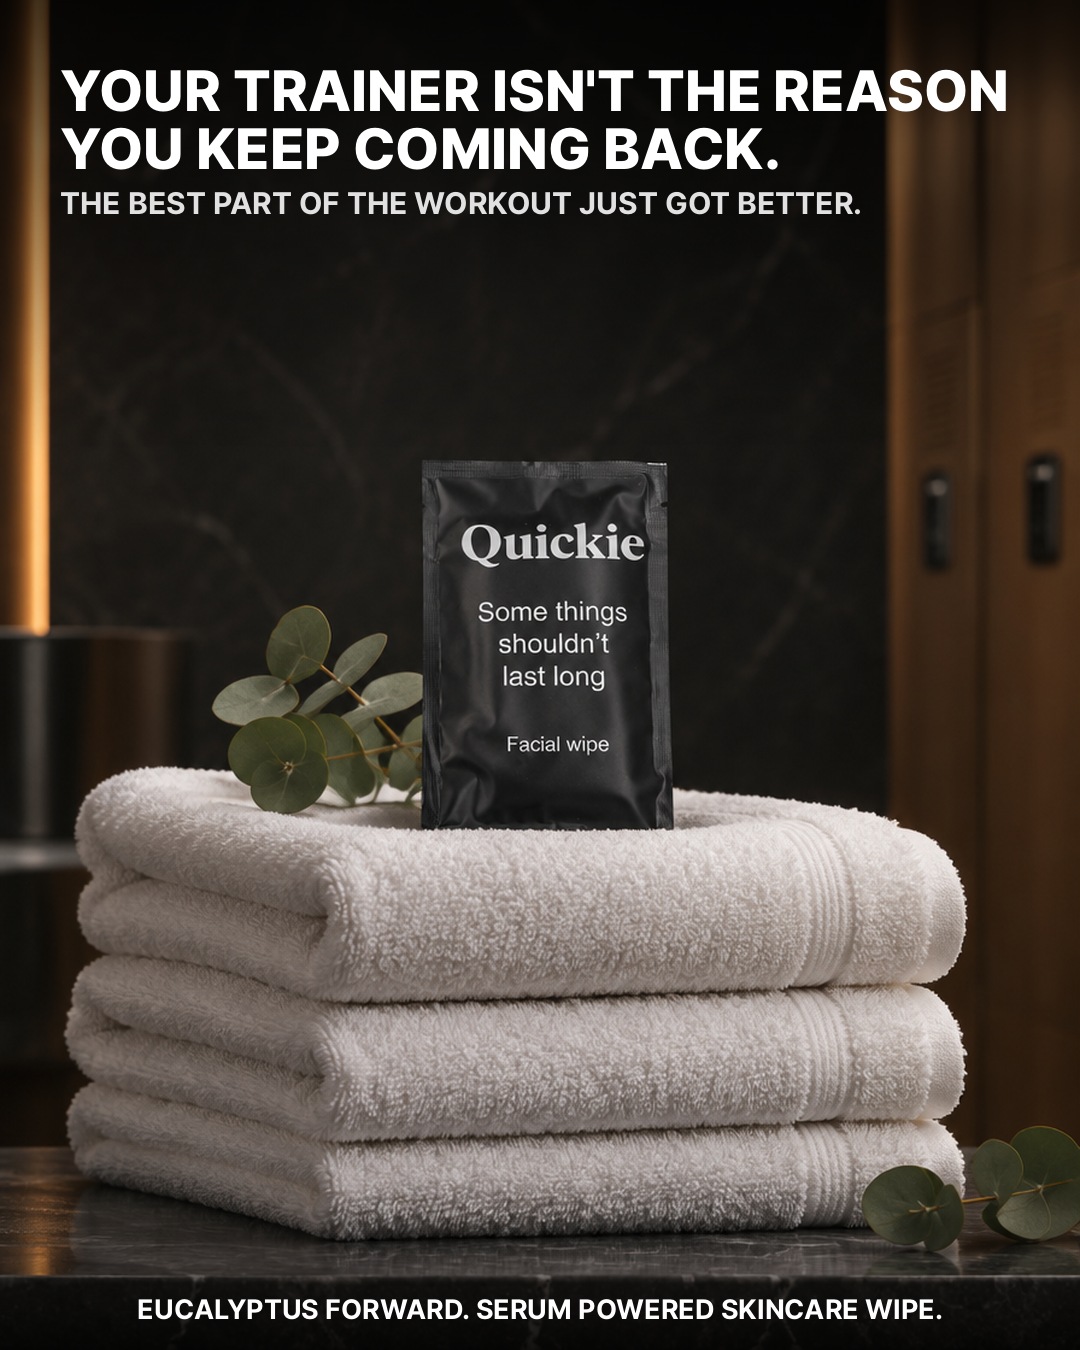 YOUR TRAINER ISN'T THE REASON
YOU KEEP COMING BACK.
THE BEST PART OF THE WORKOUT JUST GOT BETTER.
Quickie
Some things
shouldn’t
last long
Facial wipe
EUCALYPTUS FORWARD. SERUM POWERED SKINCARE WIPE.